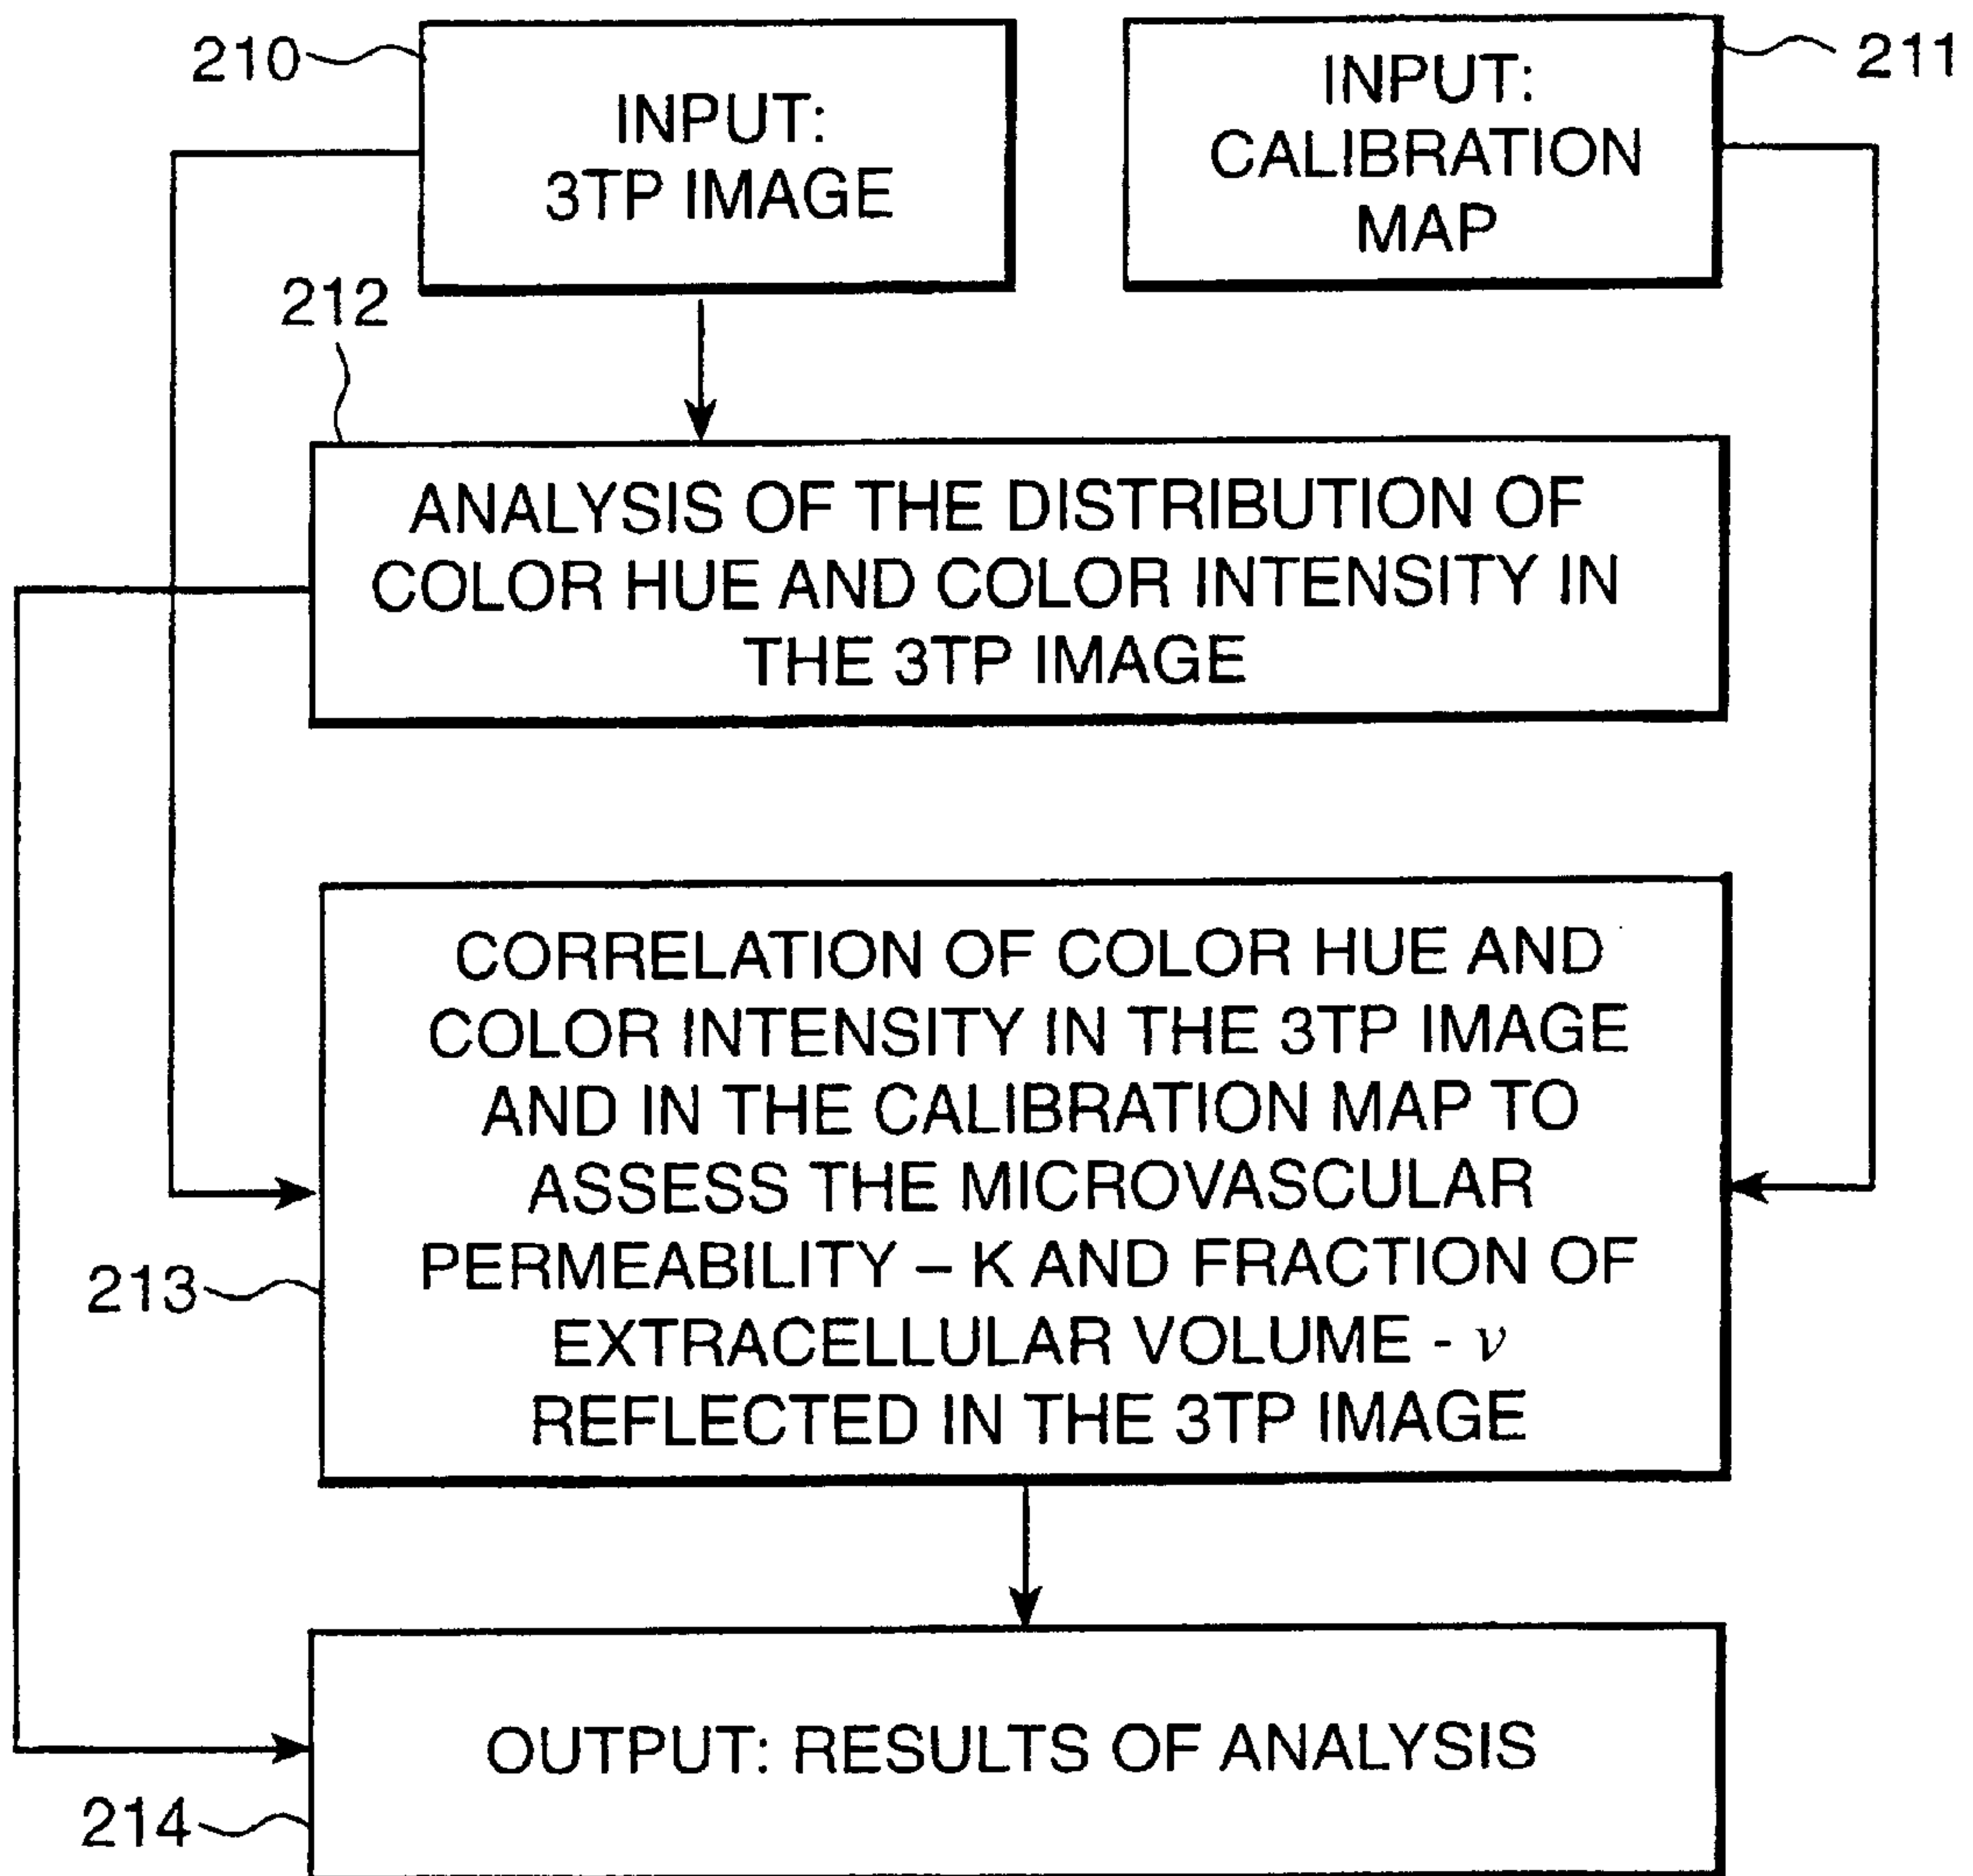 210
INPUT:
3TP IMAGE
INPUT:
CALIBRATION
MAP
211
212
ANALYSIS OF THE DISTRIBUTION OF
COLOR HUE AND COLOR INTENSITY IN
THE 3TP IMAGE
CORRELATION OF COLOR HUE AND
COLOR INTENSITY IN THE 3TP IMAGE
AND IN THE CALIBRATION MAP TO
ASSESS THE MICROVASCULAR
PERMEABILITY – K AND FRACTION OF
EXTRACELLULAR VOLUME - v
REFLECTED IN THE 3TP IMAGE
213
OUTPUT: RESULTS OF ANALYSIS
214